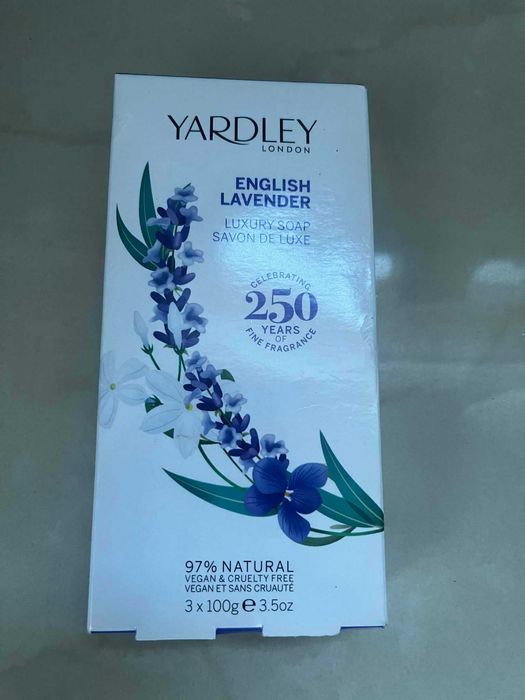 YARDLEY
LONDON
ENGLISH
LAVENDER
LUXURY SOAP
SAVON DE LUXE
CELEBRATING
250
YEARS
OF
FINE FRAGRANCE
97% NATURAL
VEGAN & CRUELTY FREE
VEGAN ET SANS CRUAUTÉ
3 x 100g e 3.5oz